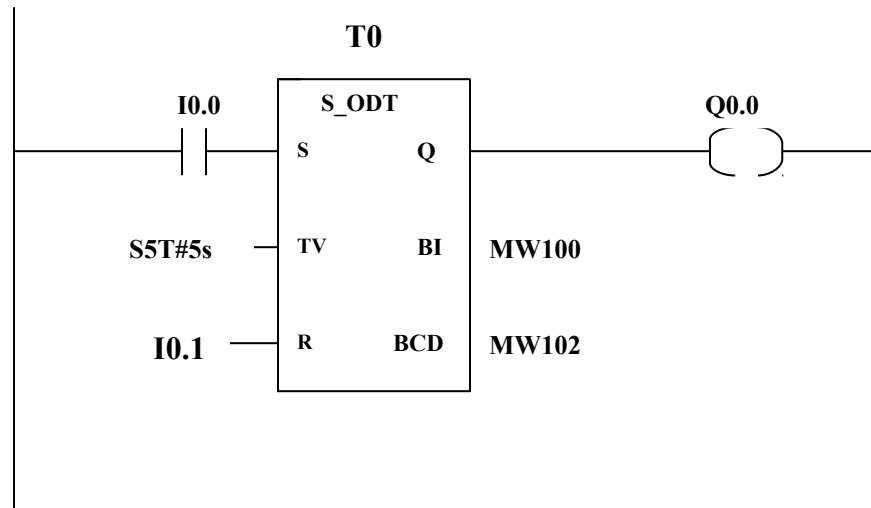 T0
I0.0
S_ODT
Q0.0
S Q
S5T#5s TV BI MW100
I0.1 R BCD MW102